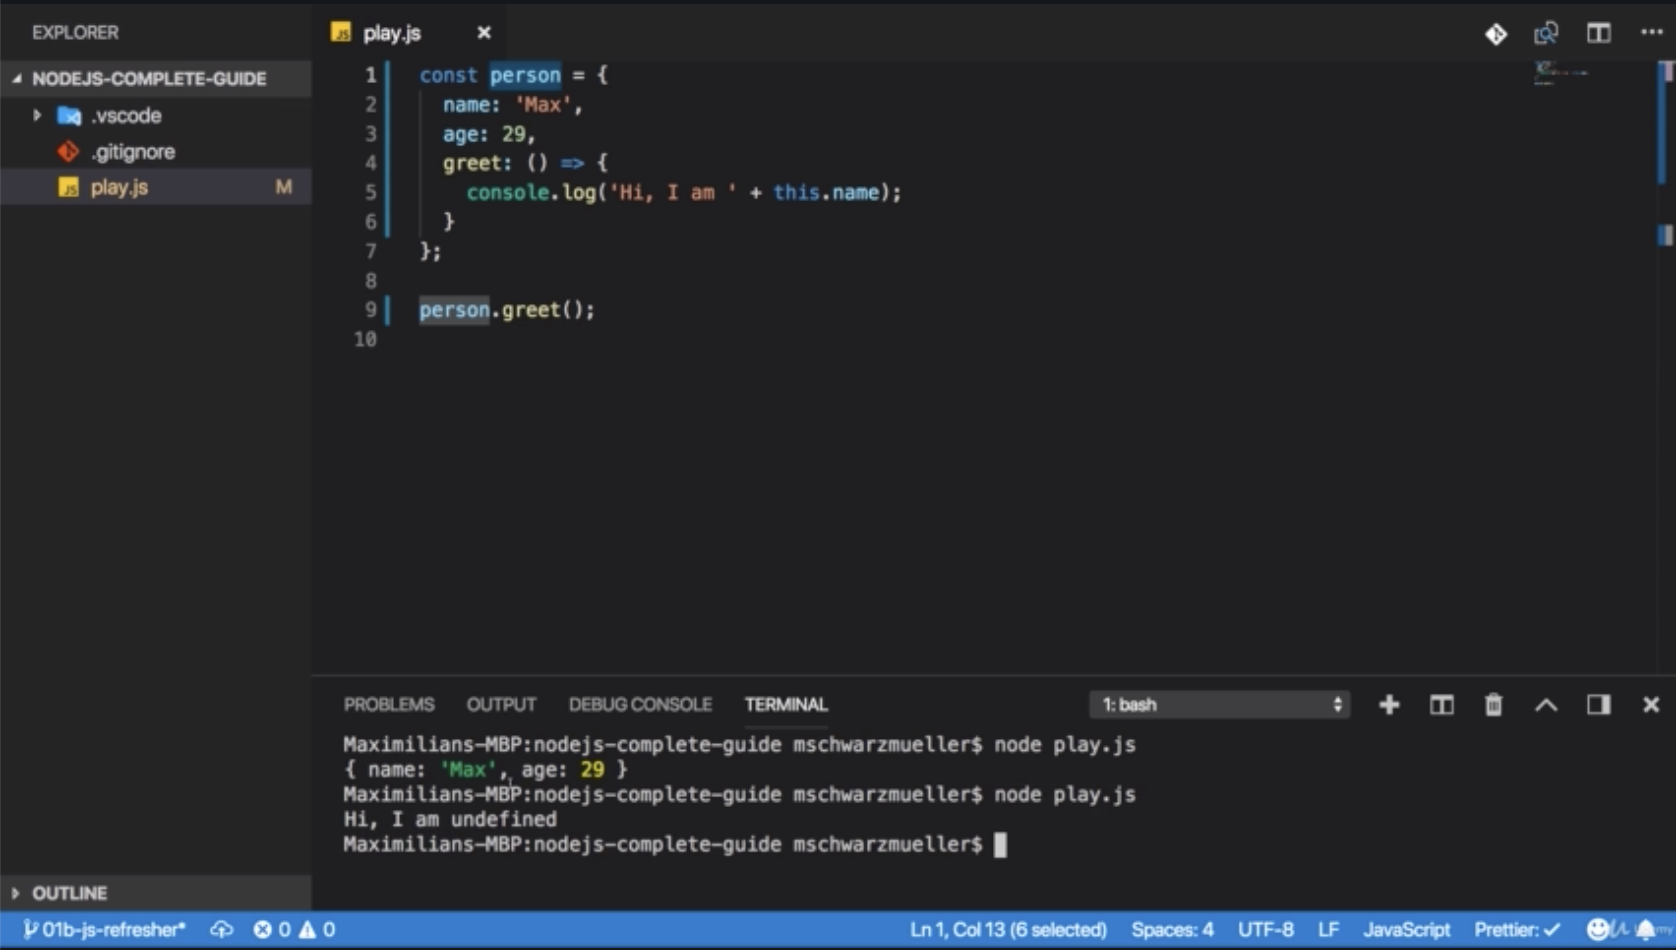 EXPLORER
NODEJS-COMPLETE-GUIDE
.vscode
.gitignore
play.js M
OUTLINE
play.js
1 const person = {
2 name: 'Max',
3 age: 29,
4 greet: () => {
5 console.log('Hi, I am ' + this.name);
6 }
7 };
8
9 person.greet();
10
PROBLEMS OUTPUT DEBUG CONSOLE TERMINAL 1: bash
Maximilians-MBP:nodejs-complete-guide mschwarzmueller$ node play.js
{ name: 'Max', age: 29 }
Maximilians-MBP:nodejs-complete-guide mschwarzmueller$ node play.js
Hi, I am undefined
Maximilians-MBP:nodejs-complete-guide mschwarzmueller$
01b-js-refresher* 0 0 Ln 1, Col 13 (6 selected) Spaces: 4 UTF-8 LF JavaScript Prettier: ✓